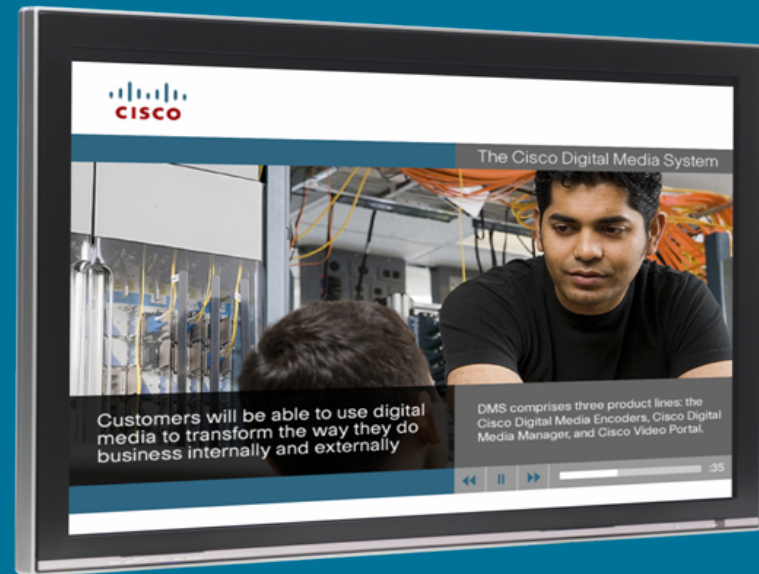 CISCO
The Cisco Digital Media System
Customers will be able to use digital
media to transform the way they do
business internally and externally
DMS comprises three product lines: the
Cisco Digital Media Encoders, Cisco Digital
Media Manager, and Cisco Video Portal.
:35